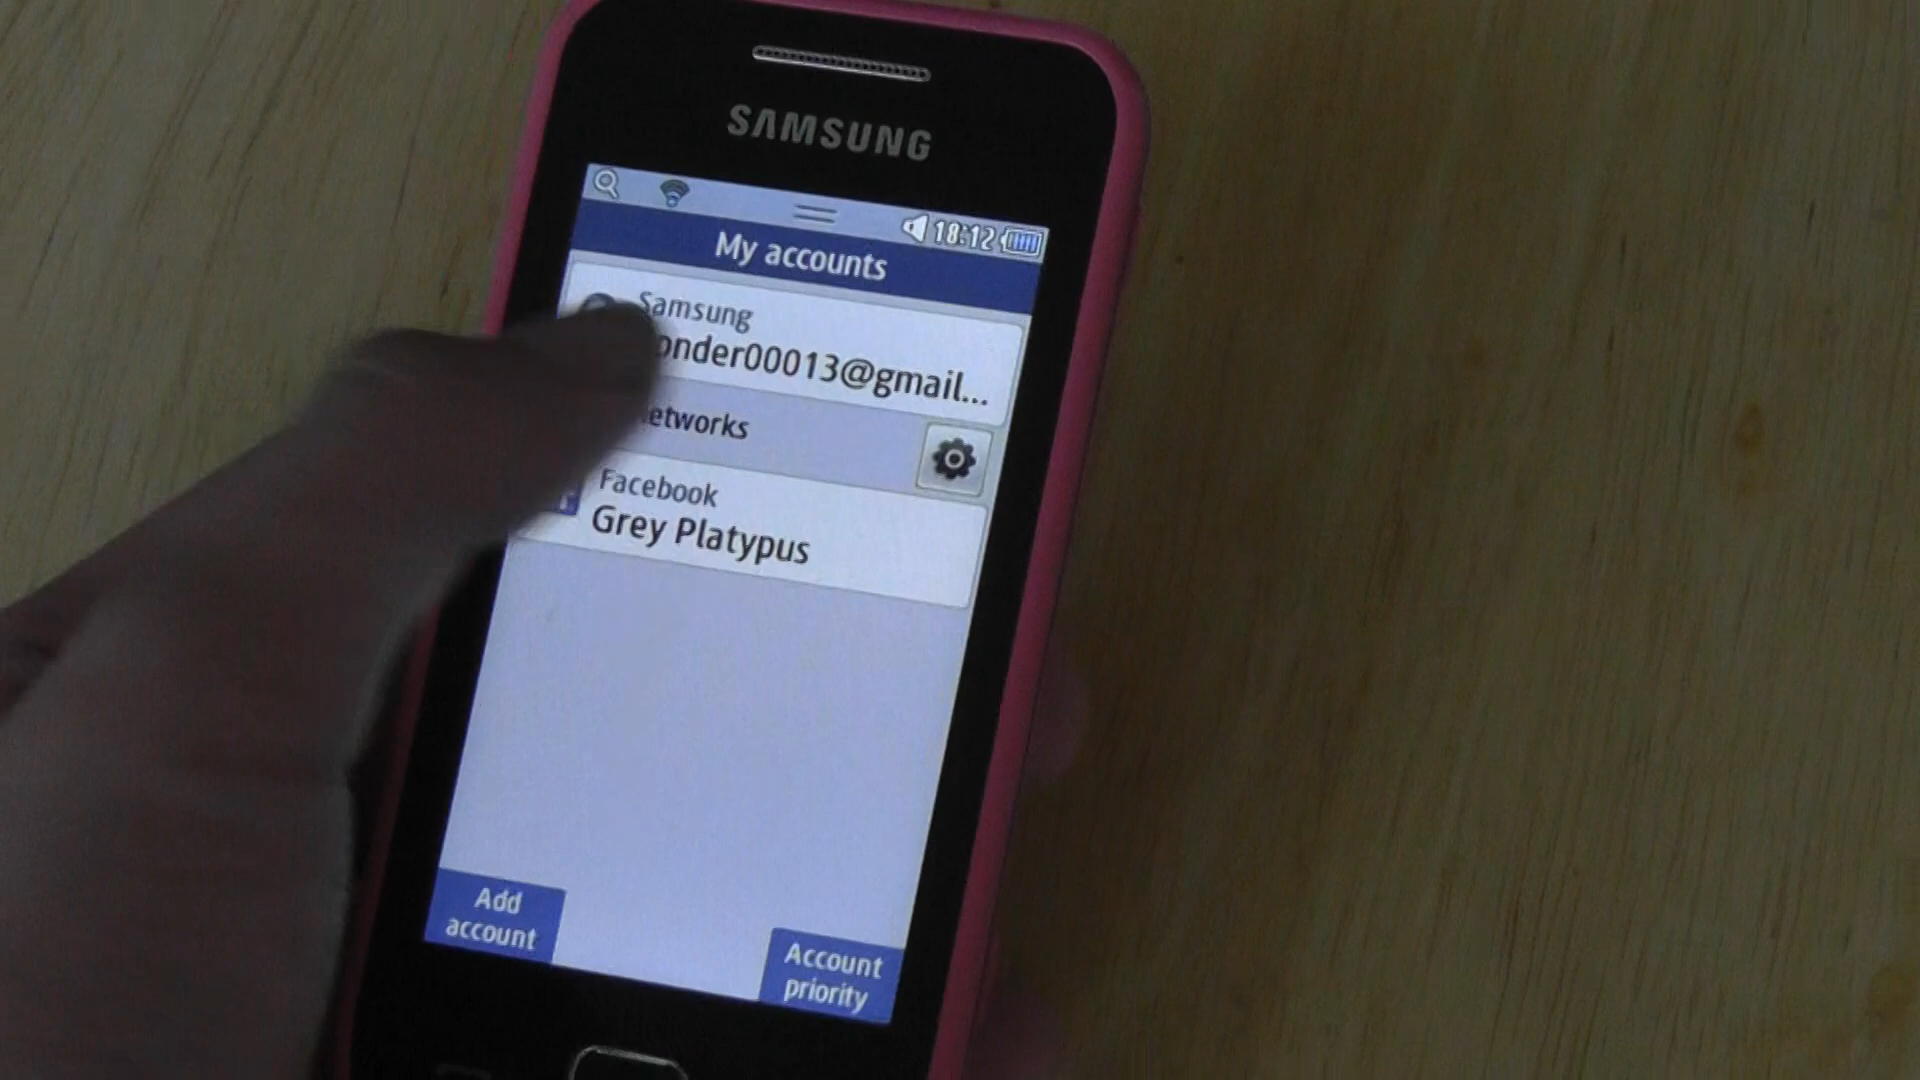 SAMSUNG
18:12
My accounts
Samsung
onder00013@gmail...
etworks
Facebook
Grey Platypus
Add
account
Account
priority